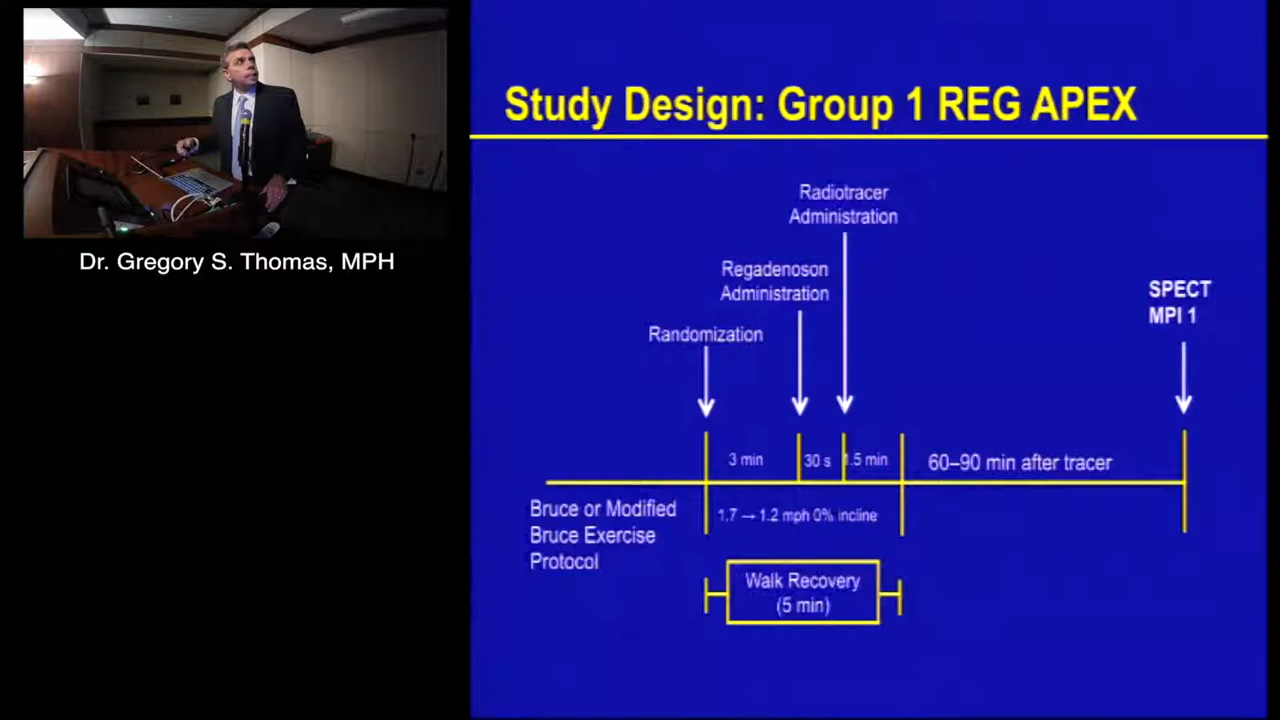 Study Design: Group 1 REG APEX
Dr. Gregory S. Thomas, MPH
Radiotracer
Administration
Regadenoson
Administration
Randomization
SPECT
MPI 1
3 min
30 s
.5 min
60–90 min after tracer
Bruce or Modified
Bruce Exercise
Protocol
1.7 → 1.2 mph 0% incline
Walk Recovery
(5 min)